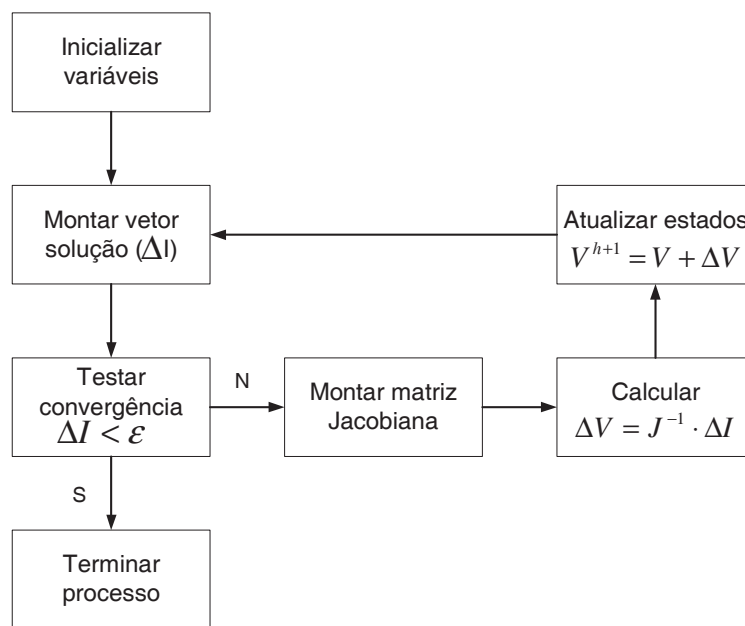 Inicializar
variáveis
Montar vetor
solução (ΔI)
Atualizar estados
V^{h+1} = V + ΔV
Testar
convergência
ΔI < ε
N
Montar matriz
Jacobiana
Calcular
ΔV = J^{-1} · ΔI
S
Terminar
processo